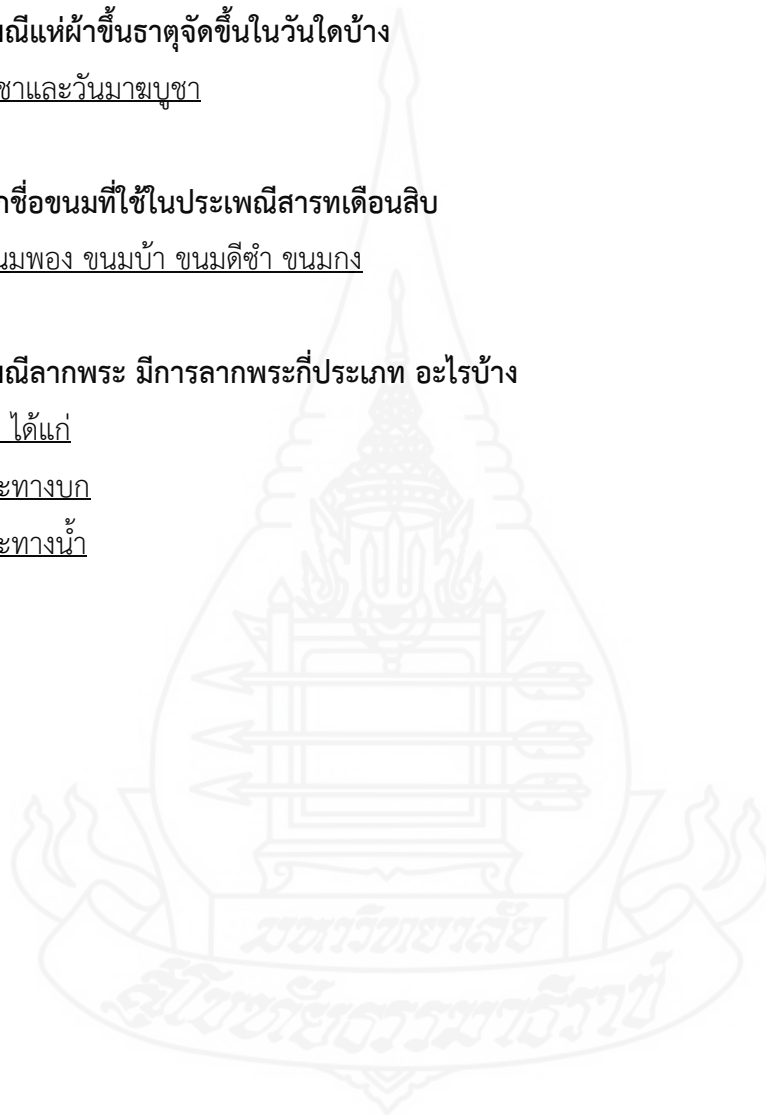 ณีแห่ผ้าขึ้นธาตุจัดขึ้นในวันใดบ้าง
ชาและวันมาฆบูชา
ชื่อขนมที่ใช้ในประเพณีสารทเดือนสิบ
นมพอง ขนมบ้า ขนมดีซำ ขนมกง
ณีลากพระ มีการลากพระกี่ประเภท อะไรบ้าง
ได้แก่
ะทางบก
ะทางน้ำ
มหาวิทยาลัย
สุโขทัยธรรมาธิราช